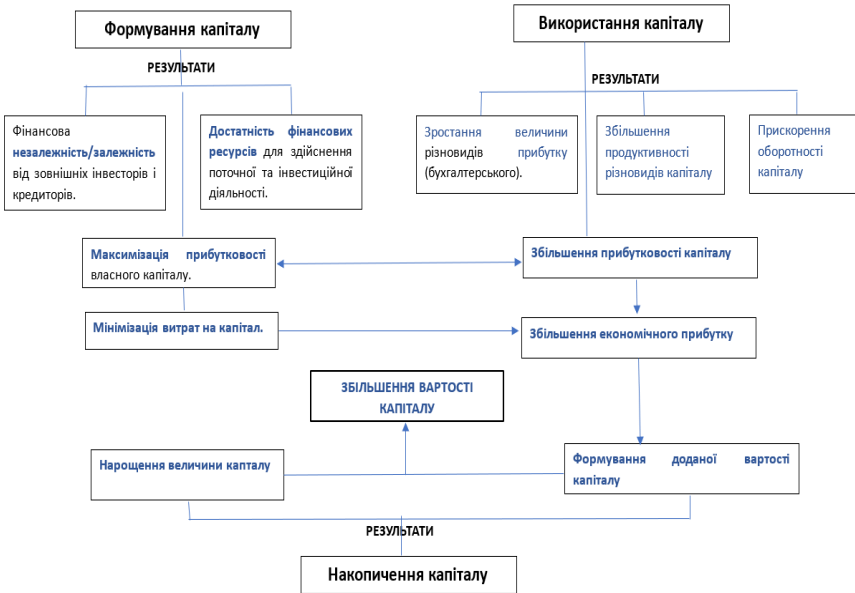 Формування капіталу
Використання капіталу
РЕЗУЛЬТАТИ
РЕЗУЛЬТАТИ
Фінансова
незалежність/залежність
від зовнішніх інвесторів і
кредиторів.
Достатність фінансових
ресурсів для здійснення
поточної та інвестиційної
діяльності.
Зростання величини
різновидів прибутку
(бухгалтерського).
Збільшення
продуктивності
різновидів капіталу
Прискорення
оборотності
капіталу
Максимізація прибутковості
власного капіталу.
Збільшення прибутковості капіталу
Мінімізація витрат на капітал.
Збільшення економічного прибутку
ЗБІЛЬШЕННЯ ВАРТОСТІ
КАПІТАЛУ
Нарощення величини капталу
Формування доданої вартості
капіталу
РЕЗУЛЬТАТИ
Накопичення капіталу